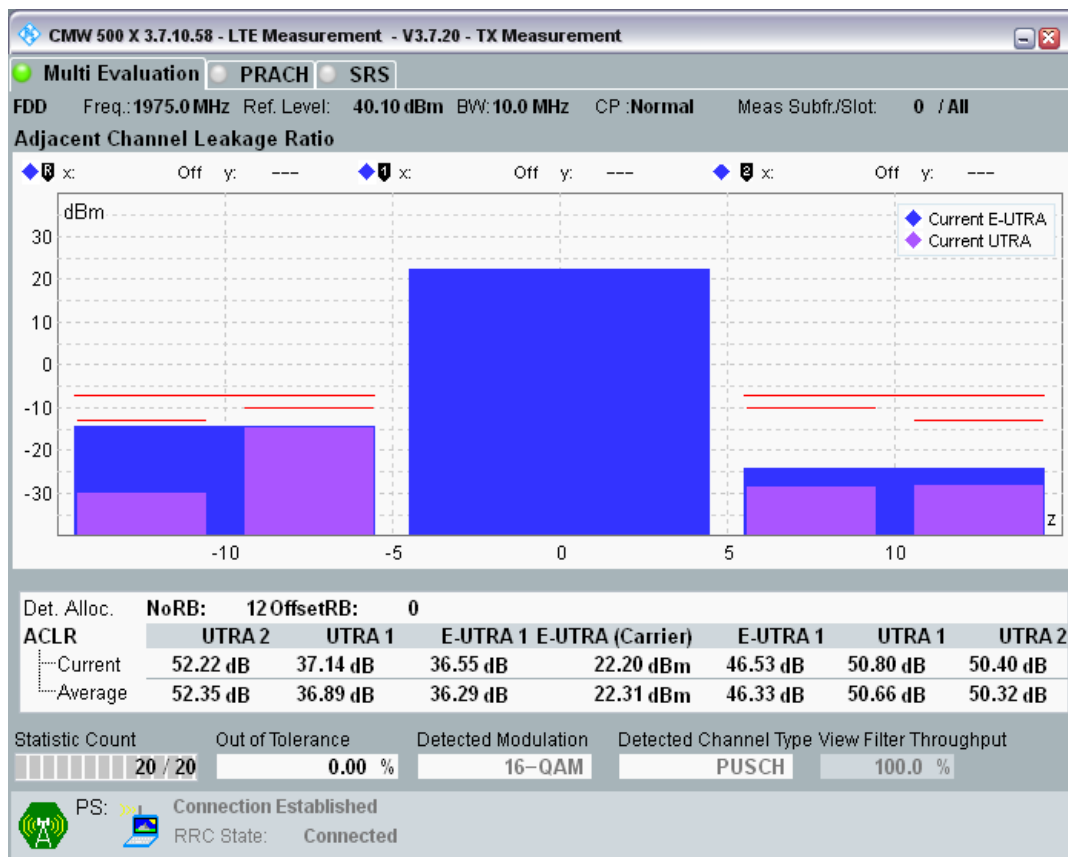 CMW 500 X 3.7.10.58 - LTE Measurement - V3.7.20 - TX Measurement
Multi Evaluation PRACH SRS
FDD Freq.: 1975.0 MHz Ref. Level: 40.10 dBm BW: 10.0 MHz CP :Normal Meas Subfr./Slot: 0 / All
Adjacent Channel Leakage Ratio
R x: Off y: --- 1 x: Off y: --- 2 x: Off y: ---
dBm
Current E-UTRA
Current UTRA
30
20
10
0
-10
-20
-30
z
-10 -5 0 5 10
Det. Alloc. NoRB: 12 OffsetRB: 0
ACLR UTRA 2 UTRA 1 E-UTRA 1 E-UTRA (Carrier) E-UTRA 1 UTRA 1 UTRA 2
Current 52.22 dB 37.14 dB 36.55 dB 22.20 dBm 46.53 dB 50.80 dB 50.40 dB
Average 52.35 dB 36.89 dB 36.29 dB 22.31 dBm 46.33 dB 50.66 dB 50.32 dB
Statistic Count Out of Tolerance Detected Modulation Detected Channel Type View Filter Throughput
20 / 20 0.00 % 16-QAM PUSCH 100.0 %
PS: Connection Established
RRC State: Connected